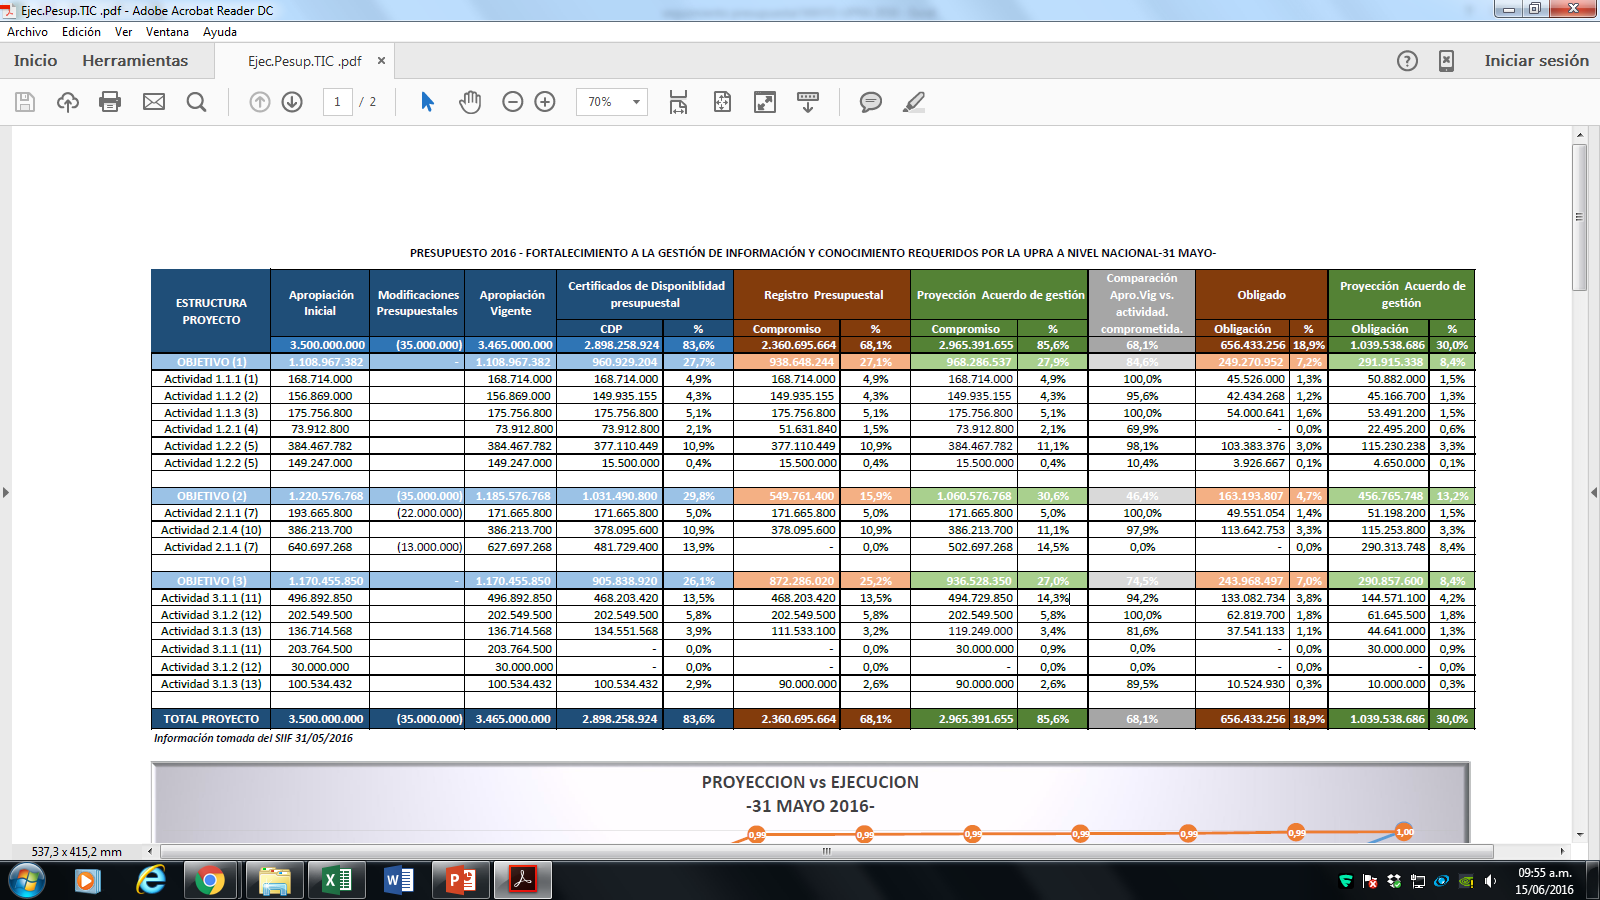 Ejec.Pesup.TIC .pdf - Adobe Acrobat Reader DC
Archivo Edición Ver Ventana Ayuda
Inicio Herramientas Ejec.Pesup.TIC .pdf × Iniciar sesión
1 / 2 70%
PRESUPUESTO 2016 - FORTALECIMIENTO A LA GESTIÓN DE INFORMACIÓN Y CONOCIMIENTO REQUERIDOS POR LA UPRA A NIVEL NACIONAL-31 MAYO-
ESTRUCTURA PROYECTO Apropiación Inicial Modificaciones Presupuestales Apropiación Vigente Certificados de Disponiblidad presupuestal Registro Presupuestal Proyección Acuerdo de gestión Comparación Apro.Vig vs. actividad. comprometida. Obligado Proyección Acuerdo de gestión
CDP % Compromiso % Compromiso % Obligación % Obligación %
3.500.000.000 (35.000.000) 3.465.000.000 2.898.258.924 83,6% 2.360.695.664 68,1% 2.965.391.655 85,6% 68,1% 656.433.256 18,9% 1.039.538.686 30,0%
OBJETIVO (1) 1.108.967.382 - 1.108.967.382 960.929.204 27,7% 938.648.244 27,1% 968.286.537 27,9% 84,6% 249.270.952 7,2% 291.915.338 8,4%
Actividad 1.1.1 (1) 168.714.000 168.714.000 168.714.000 4,9% 168.714.000 4,9% 168.714.000 4,9% 100,0% 45.526.000 1,3% 50.882.000 1,5%
Actividad 1.1.2 (2) 156.869.000 156.869.000 149.935.155 4,3% 149.935.155 4,3% 149.935.155 4,3% 95,6% 42.434.268 1,2% 45.166.700 1,3%
Actividad 1.1.3 (3) 175.756.800 175.756.800 175.756.800 5,1% 175.756.800 5,1% 175.756.800 5,1% 100,0% 54.000.641 1,6% 53.491.200 1,5%
Actividad 1.2.1 (4) 73.912.800 73.912.800 73.912.800 2,1% 51.631.840 1,5% 73.912.800 2,1% 69,9% - 0,0% 22.495.200 0,6%
Actividad 1.2.2 (5) 384.467.782 384.467.782 377.110.449 10,9% 377.110.449 10,9% 384.467.782 11,1% 98,1% 103.383.376 3,0% 115.230.238 3,3%
Actividad 1.2.2 (5) 149.247.000 149.247.000 15.500.000 0,4% 15.500.000 0,4% 15.500.000 0,4% 10,4% 3.926.667 0,1% 4.650.000 0,1%
OBJETIVO (2) 1.220.576.768 (35.000.000) 1.185.576.768 1.031.490.800 29,8% 549.761.400 15,9% 1.060.576.768 30,6% 46,4% 163.193.807 4,7% 456.765.748 13,2%
Actividad 2.1.1 (7) 193.665.800 (22.000.000) 171.665.800 171.665.800 5,0% 171.665.800 5,0% 171.665.800 5,0% 100,0% 49.551.054 1,4% 51.198.200 1,5%
Actividad 2.1.4 (10) 386.213.700 386.213.700 378.095.600 10,9% 378.095.600 10,9% 386.213.700 11,1% 97,9% 113.642.753 3,3% 115.253.800 3,3%
Actividad 2.1.1 (7) 640.697.268 (13.000.000) 627.697.268 481.729.400 13,9% - 0,0% 502.697.268 14,5% 0,0% - 0,0% 290.313.748 8,4%
OBJETIVO (3) 1.170.455.850 - 1.170.455.850 905.838.920 26,1% 872.286.020 25,2% 936.528.350 27,0% 74,5% 243.968.497 7,0% 290.857.600 8,4%
Actividad 3.1.1 (11) 496.892.850 496.892.850 468.203.420 13,5% 468.203.420 13,5% 494.729.850 14,3% 94,2% 133.082.734 3,8% 144.571.100 4,2%
Actividad 3.1.2 (12) 202.549.500 202.549.500 202.549.500 5,8% 202.549.500 5,8% 202.549.500 5,8% 100,0% 62.819.700 1,8% 61.645.500 1,8%
Actividad 3.1.3 (13) 136.714.568 136.714.568 134.551.568 3,9% 111.533.100 3,2% 119.249.000 3,4% 81,6% 37.541.133 1,1% 44.641.000 1,3%
Actividad 3.1.1 (11) 203.764.500 203.764.500 - 0,0% - 0,0% 30.000.000 0,9% 0,0% - 0,0% 30.000.000 0,9%
Actividad 3.1.2 (12) 30.000.000 30.000.000 - 0,0% - 0,0% - 0,0% 0,0% - 0,0% - 0,0%
Actividad 3.1.3 (13) 100.534.432 100.534.432 100.534.432 2,9% 90.000.000 2,6% 90.000.000 2,6% 89,5% 10.524.930 0,3% 10.000.000 0,3%
TOTAL PROYECTO 3.500.000.000 (35.000.000) 3.465.000.000 2.898.258.924 83,6% 2.360.695.664 68,1% 2.965.391.655 85,6% 68,1% 656.433.256 18,9% 1.039.538.686 30,0%
Información tomada del SIIF 31/05/2016
PROYECCION vs EJECUCION
-31 MAYO 2016-
0,99 0,99 0,99 0,99 0,99 0,99 1,00
537,3 x 415,2 mm
09:55 a.m.
15/06/2016